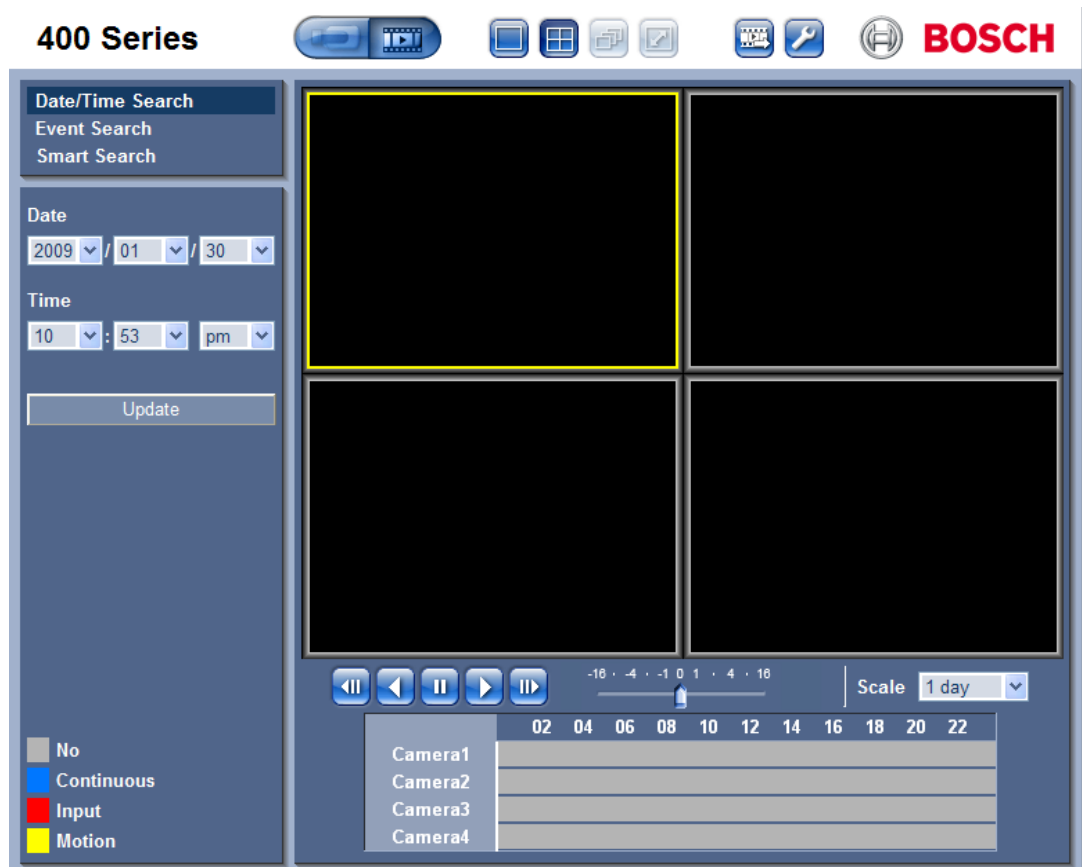 400 Series
BOSCH
Date/Time Search
Event Search
Smart Search
Date
2009 / 01 / 30
Time
10 : 53 pm
Update
No
Continuous
Input
Motion
-16 · -4 · -1 0 1 · 4 · 16
Scale 1 day
02 04 06 08 10 12 14 16 18 20 22
Camera1
Camera2
Camera3
Camera4